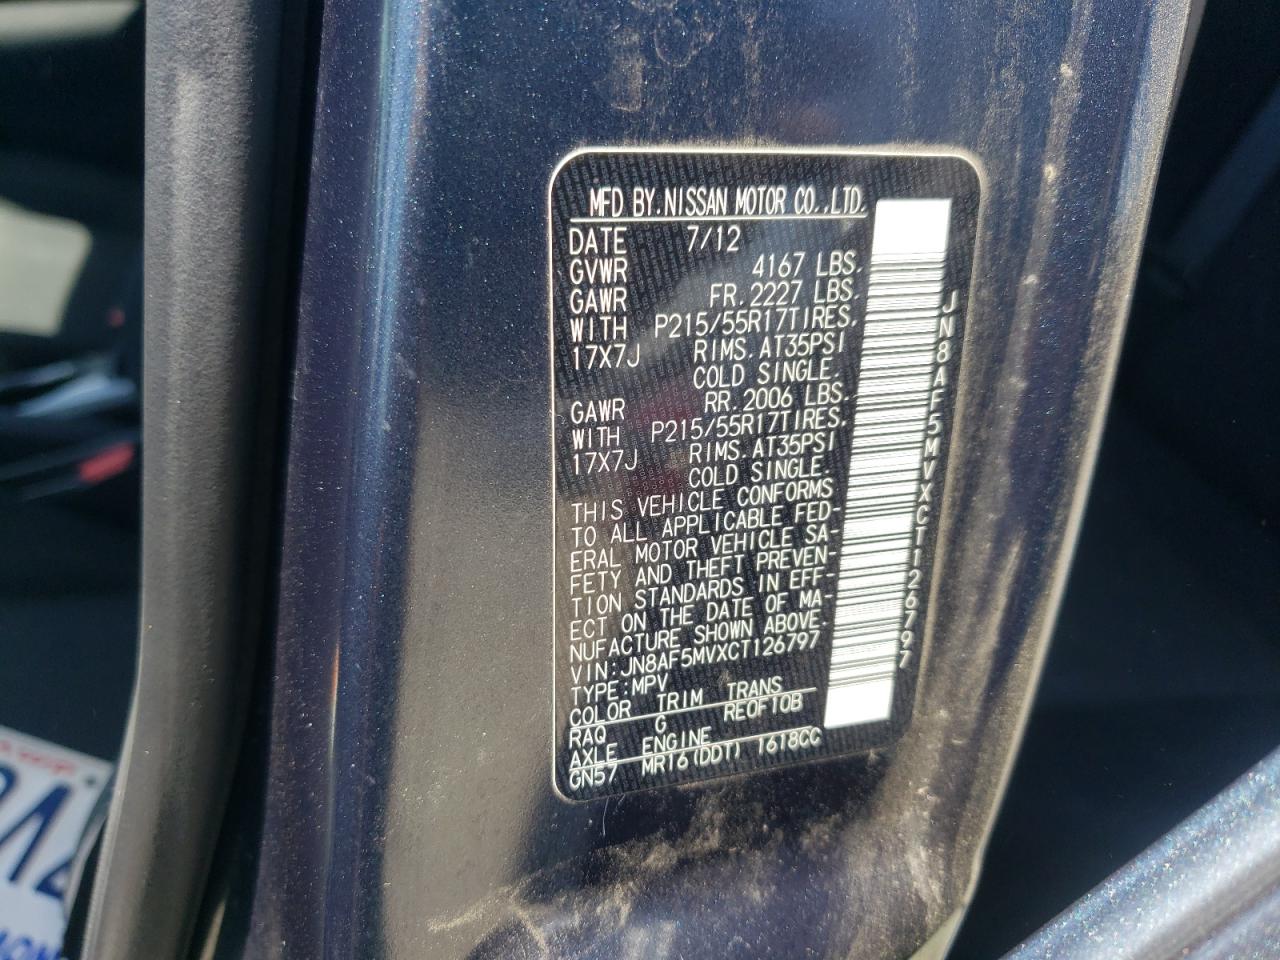 MFD BY.NISSAN MOTOR CO.,LTD.
DATE 7/12
GVWR 4167 LBS.
GAWR FR.2227 LBS.
WITH P215/55R17TIRES.
17X7J RIMS.AT35PSI
COLD SINGLE.
GAWR RR.2006 LBS.
WITH P215/55R17TIRES.
17X7J RIMS.AT35PSI
COLD SINGLE.
THIS VEHICLE CONFORMS
TO ALL APPLICABLE FED-
ERAL MOTOR VEHICLE SA-
FETY AND THEFT PREVEN-
TION STANDARDS IN EFF-
ECT ON THE DATE OF MA-
NUFACTURE SHOWN ABOVE.
VIN:JN8AF5MVXCT126797
TYPE:MPV
COLOR TRIM TRANS
RAQ G RE0F10B
AXLE ENGINE
GN57 MR16(DDT) 1618CC
JN8AF5MVXCT126797